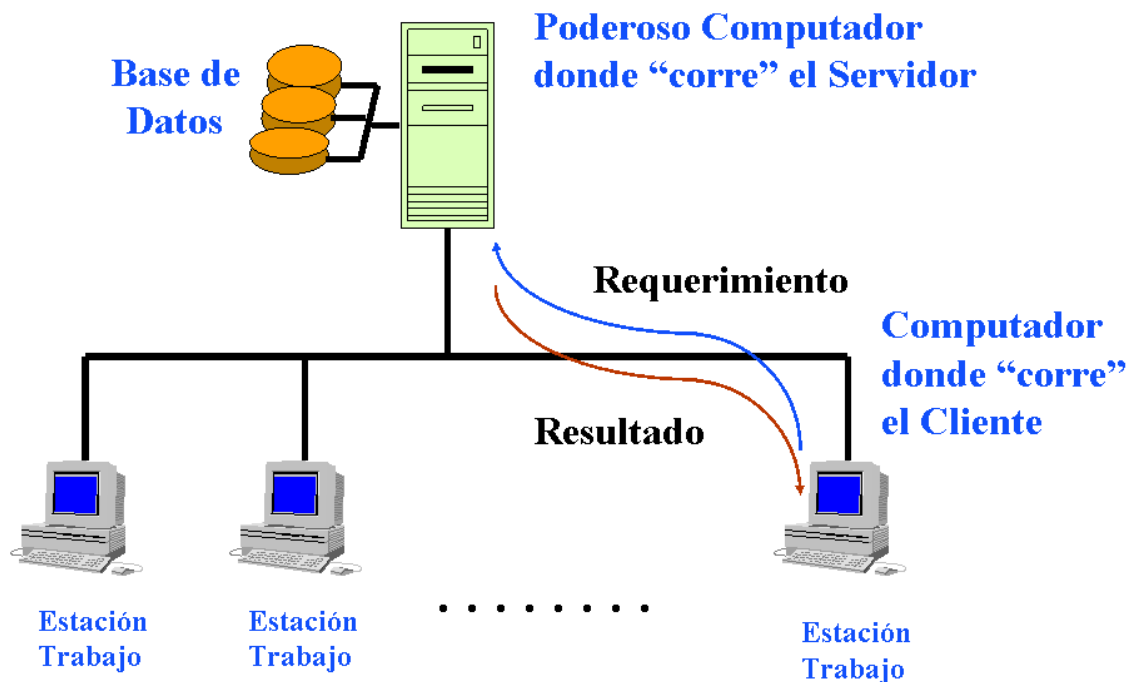 Poderoso Computador
donde “corre” el Servidor
Base de
Datos
Requerimiento
Computador
donde “corre”
el Cliente
Resultado
Estación
Trabajo
Estación
Trabajo
. . . . . . . .
Estación
Trabajo